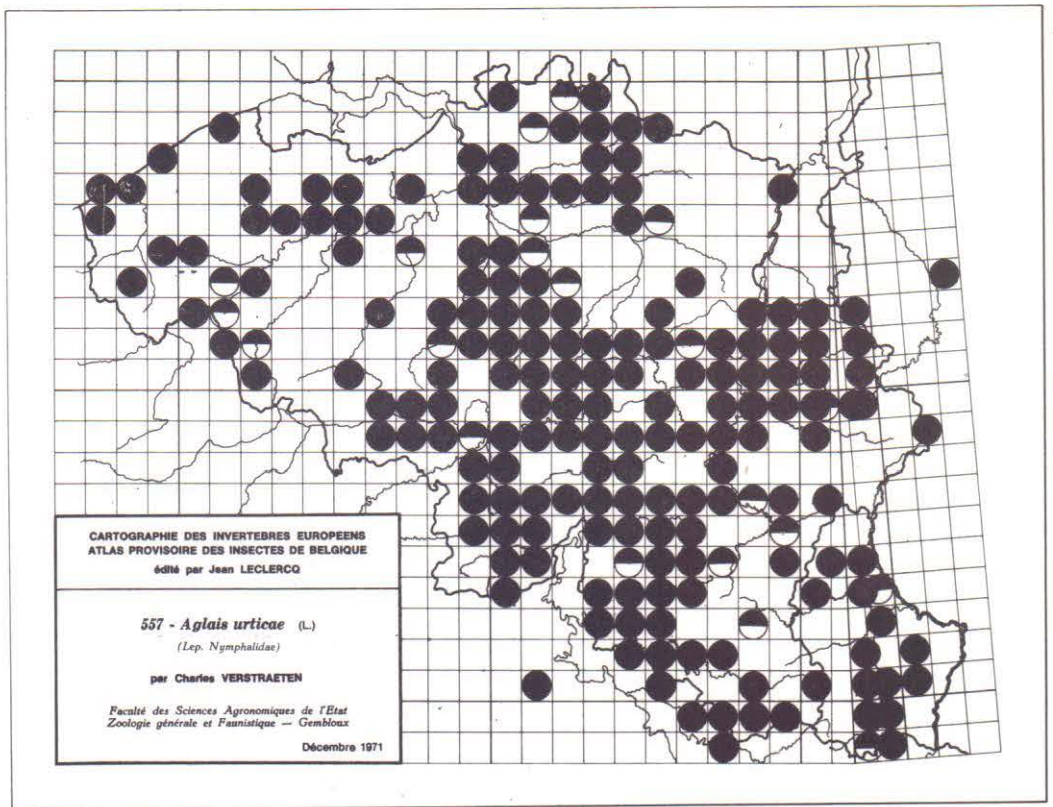 CARTOGRAPHIE DES INVERTEBRES EUROPEENS
ATLAS PROVISOIRE DES INSECTES DE BELGIQUE
édité par Jean LECLERCQ
557 - Aglais urticae (L.)
(Lep. Nymphalidae)
par Charles VERSTRAETEN
Faculté des Sciences Agronomiques de l'Etat
Zoologie générale et Faunistique — Gembloux
Décembre 1971